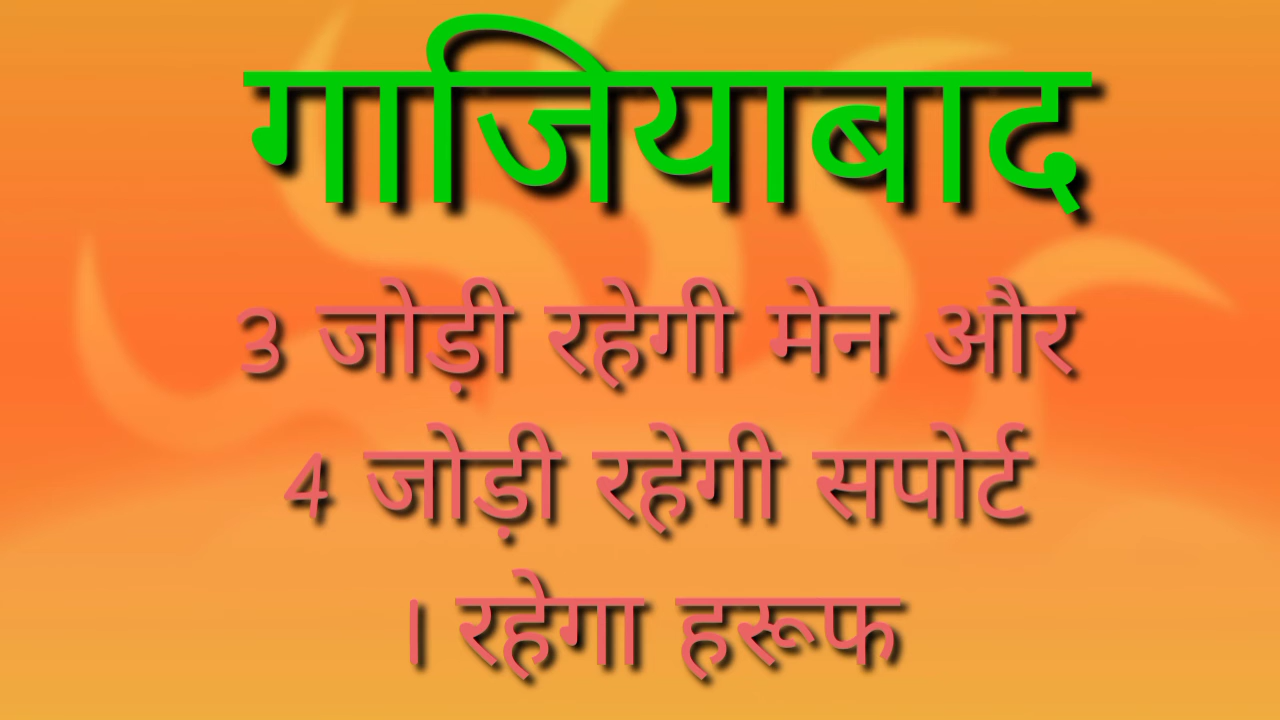 गाजियाबाद
3 जोड़ी रहेगी मेन और
4 जोड़ी रहेगी सपोर्ट
। रहेगा हरूफ